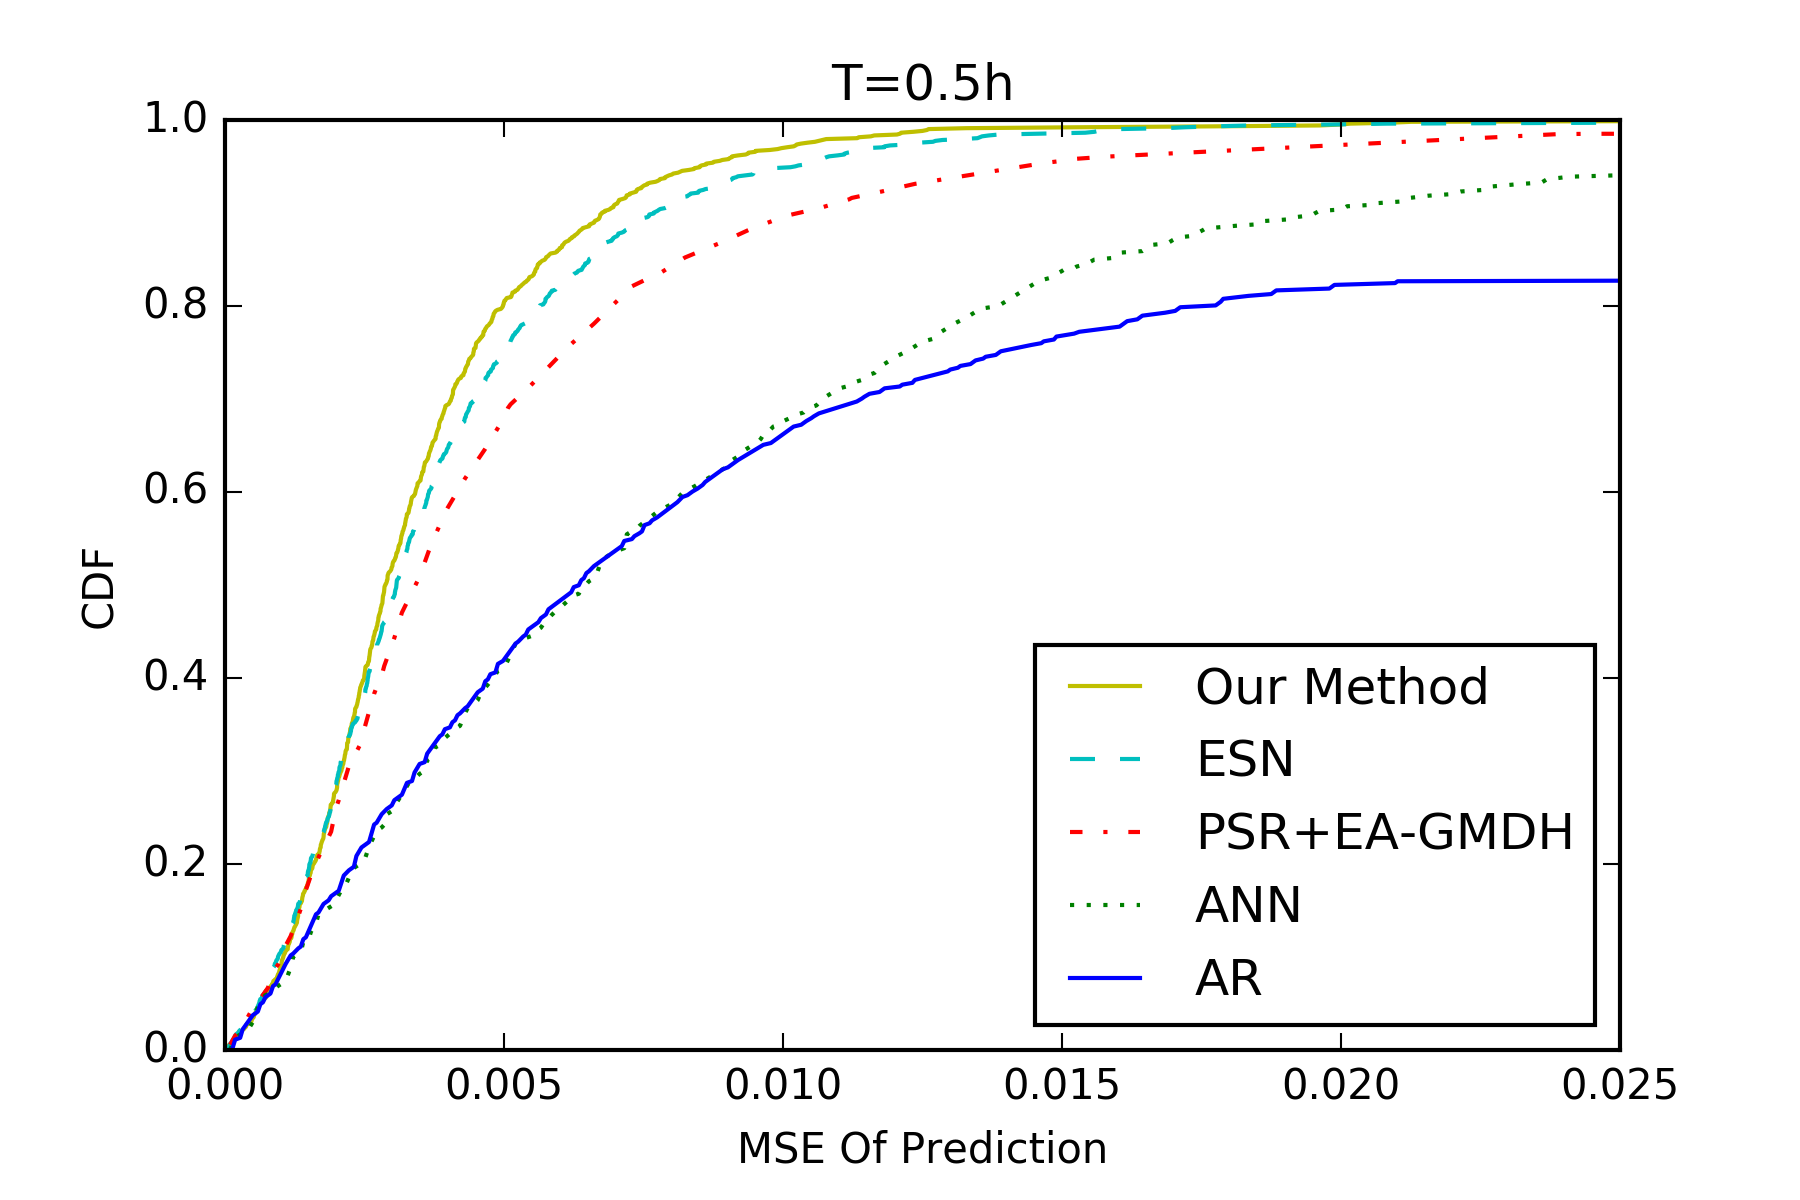 T=0.5h
1.0
0.8
0.6
0.4
0.2
0.0
CDF
Our Method
ESN
PSR+EA-GMDH
ANN
AR
0.000 0.005 0.010 0.015 0.020 0.025
MSE Of Prediction